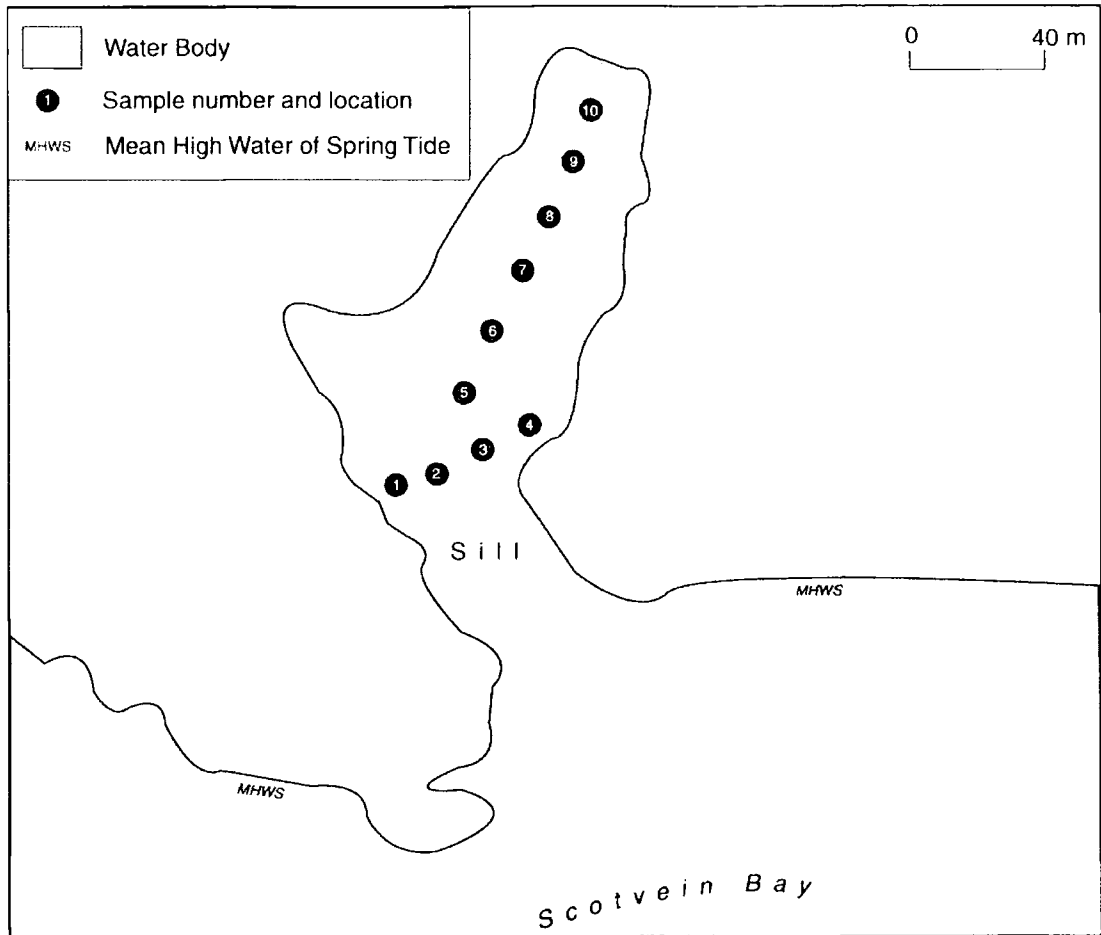 Water Body
1 Sample number and location
MHWS Mean High Water of Spring Tide
0 40 m
10
9
8
7
6
5
4
3
2
1
Sill
MHWS
MHWS
Scotvein Bay